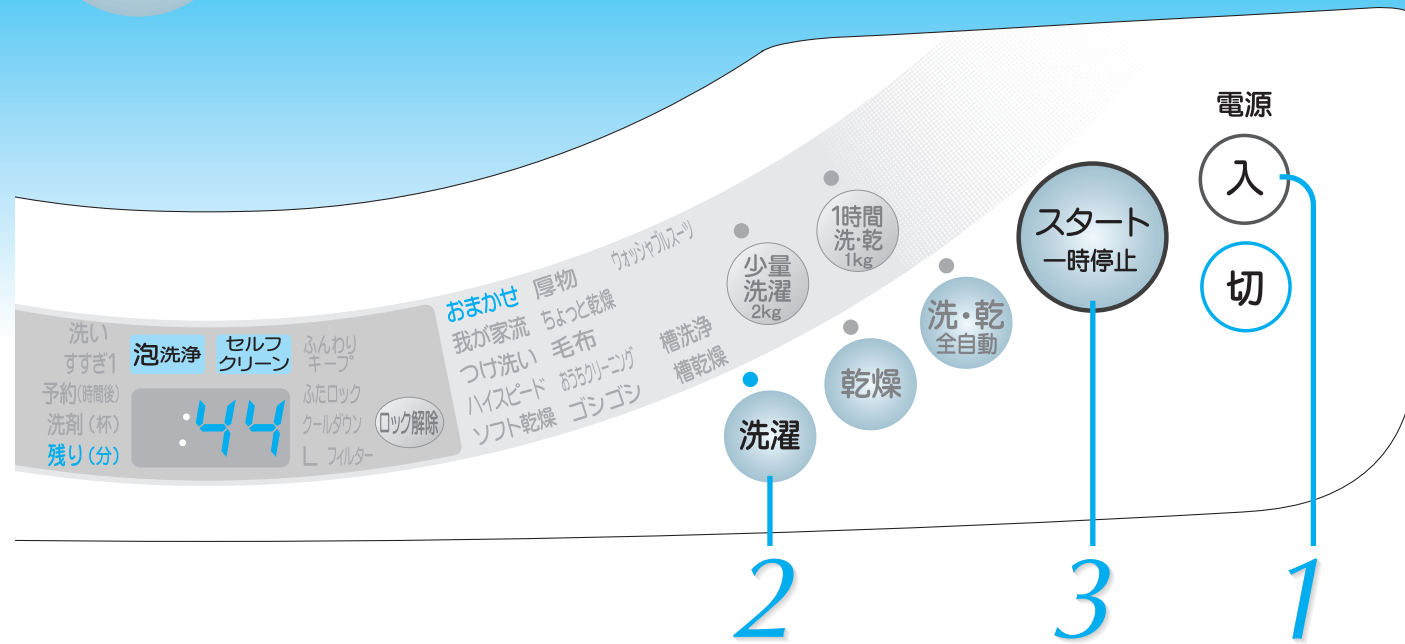 電源
入
切
スタート
一時停止
1時間
洗・乾
1kg
少量
洗濯
2kg
洗・乾
全自動
乾燥
洗濯
おまかせ 厚物 ウォッシャブルスーツ
我が家流 ちょっと乾燥
つけ洗い 毛布 槽洗浄
ハイスピード おうちクリーニング 槽乾燥
ソフト乾燥 ゴシゴシ
洗い
すすぎ1
予約(時間後)
洗剤(杯)
残り(分)
泡洗浄
セルフ
クリーン
:44
ふんわり
キープ
ふたロック
クールダウン
フィルター
ロック解除
2 3 1